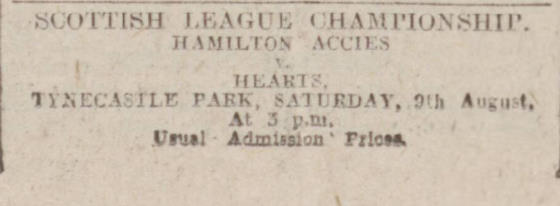 SCOTTISH LEAGUE CHAMPIONSHIP.
HAMILTON ACCIES
v.
HEARTS,
TYNECASTLE PARK, SATURDAY, 9th August,
At 3 p.m.
Usual Admission Prices.